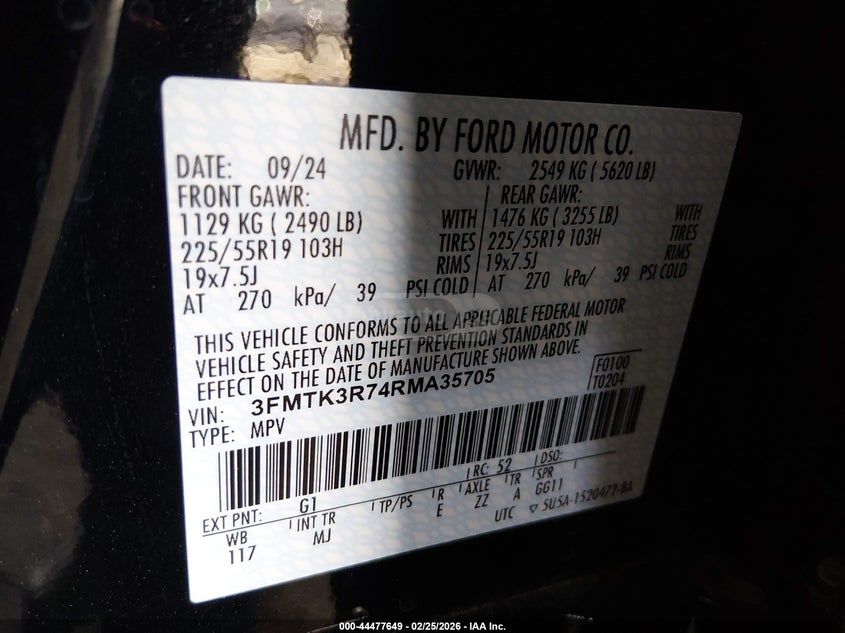 MFD. BY FORD MOTOR CO.
DATE: 09/24 GVWR: 2549 KG ( 5620 LB)
FRONT GAWR: REAR GAWR:
1129 KG ( 2490 LB) WITH 1476 KG ( 3255 LB) WITH
225/55R19 103H TIRES 225/55R19 103H TIRES
19x7.5J RIMS 19x7.5J RIMS
AT 270 kPa/ 39 PSI COLD AT 270 kPa/ 39 PSI COLD
THIS VEHICLE CONFORMS TO ALL APPLICABLE FEDERAL MOTOR
VEHICLE SAFETY AND THEFT PREVENTION STANDARDS IN
EFFECT ON THE DATE OF MANUFACTURE SHOWN ABOVE.
VIN: 3FMTK3R74RMA35705 F0100
TYPE: MPV T0204
RC: 52 DSO:
EXT PNT: G1 TP/PS R AXLE TR SPR
WB INT TR E ZZ A GG11
117 MJ UTC ▽ 5U5A-1520472-BA
000-44477649 | 02/25/2026 - IAA Inc.